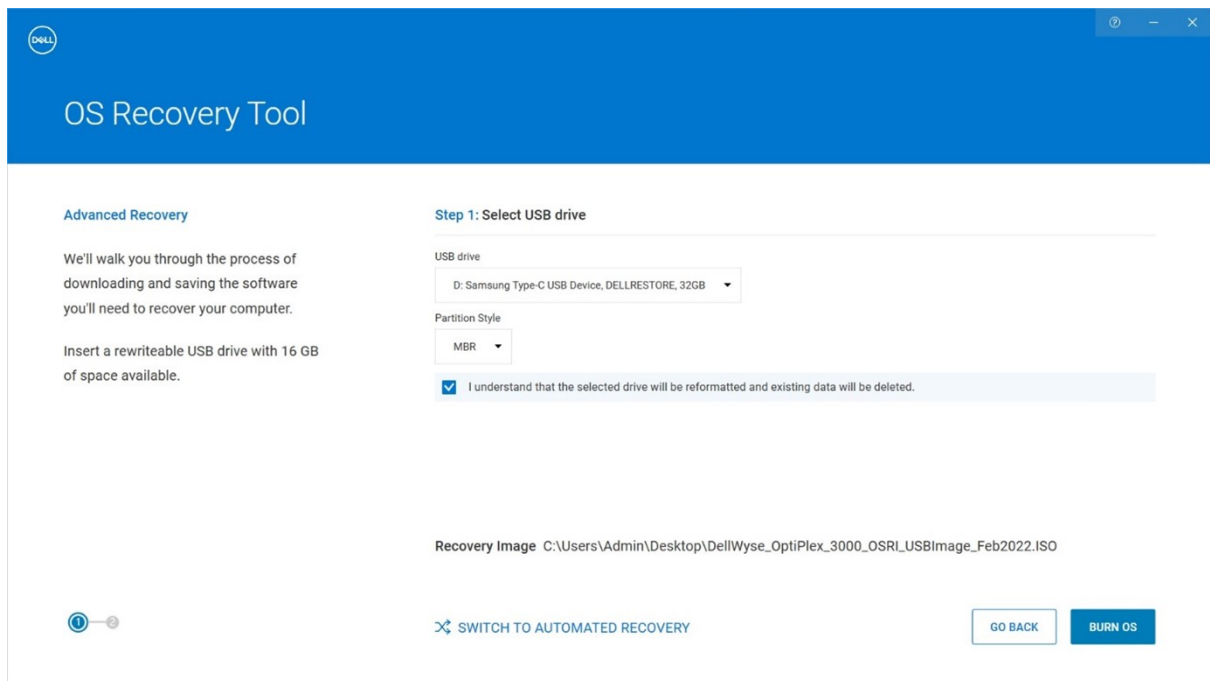 DELL
OS Recovery Tool
Advanced Recovery
We'll walk you through the process of
downloading and saving the software
you'll need to recover your computer.
Insert a rewriteable USB drive with 16 GB
of space available.
Step 1: Select USB drive
USB drive
D: Samsung Type-C USB Device, DELLRESTORE, 32GB
Partition Style
MBR
I understand that the selected drive will be reformatted and existing data will be deleted.
Recovery Image C:\Users\Admin\Desktop\DellWyse_OptiPlex_3000_OSRI_USBImage_Feb2022.ISO
1 2
SWITCH TO AUTOMATED RECOVERY
GO BACK
BURN OS